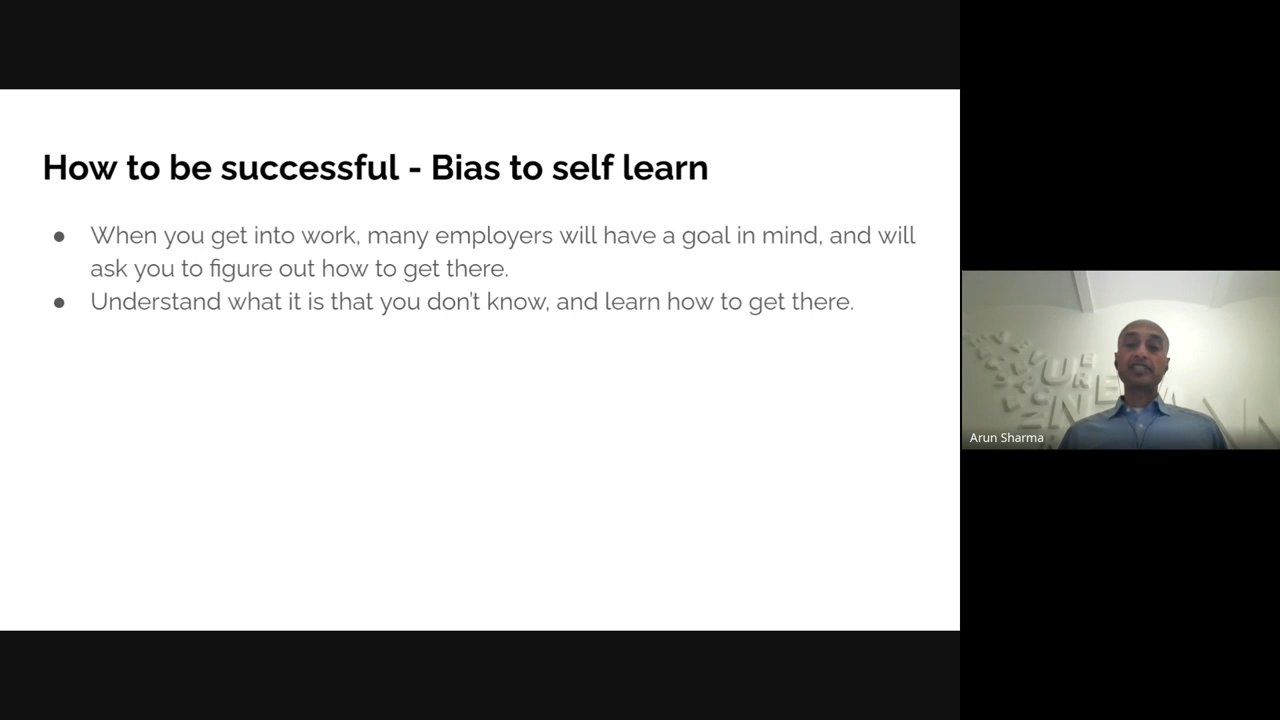 How to be successful - Bias to self learn
● When you get into work, many employers will have a goal in mind, and will
ask you to figure out how to get there.
● Understand what it is that you don't know, and learn how to get there.
Arun Sharma